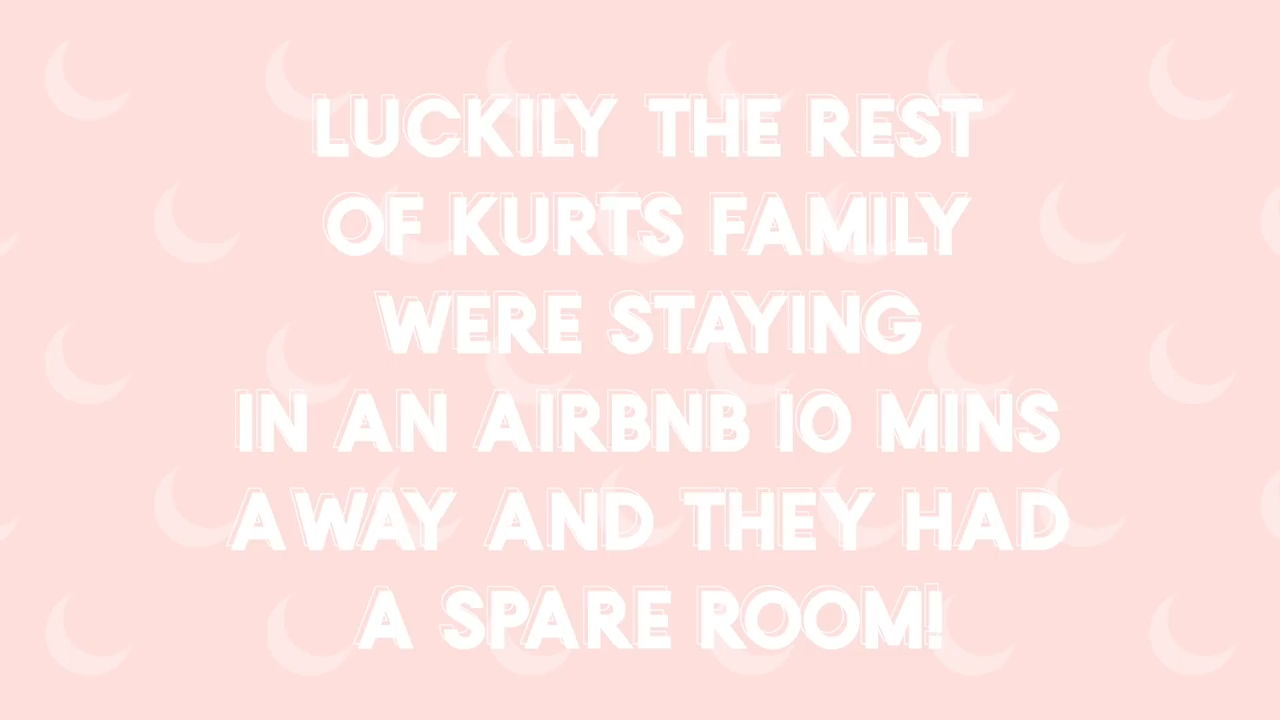 LUCKILY THE REST
OF KURTS FAMILY
WERE STAYING
IN AN AIRBNB 10 MINS
AWAY AND THEY HAD
A SPARE ROOM!